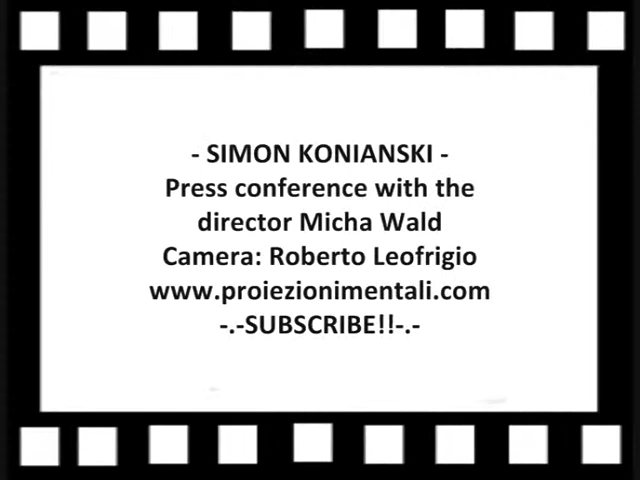 - SIMON KONIANSKI -
Press conference with the
director Micha Wald
Camera: Roberto Leofrigio
www.proiezionimentali.com
-.-SUBSCRIBE!!-.-